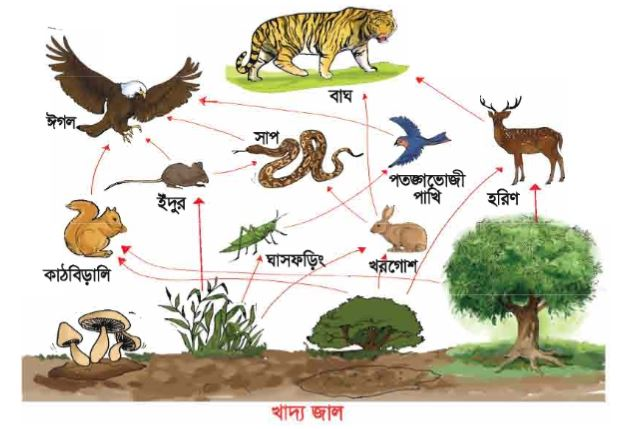 বাঘ
ঈগল
সাপ
পতঙ্গভোজী
পাখি
ইঁদুর
হরিণ
ঘাসফড়িং
খরগোশ
কাঠবিড়ালি
খাদ্য জাল